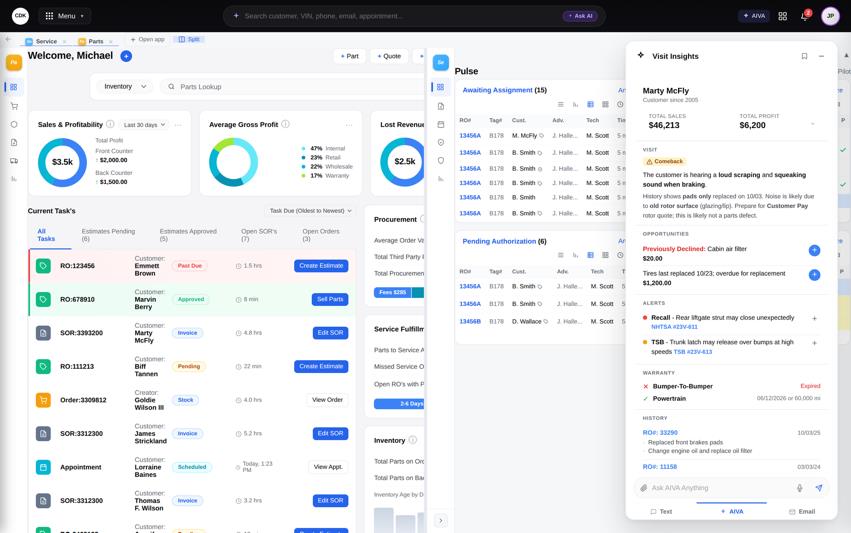 CDK
Menu
Search customer, VIN, phone, email, appointment...
Ask AI
AIVA
2
JP
Se
Service
Pa
Parts
Open app
Split
Pa
Welcome, Michael
Part
Quote
Inventory
Parts Lookup
Sales & Profitability
Last 30 days
$3.5k
Total Profit
Front Counter
↑ $2,000.00
Back Counter
↑ $1,500.00
Average Gross Profit
47% Internal
23% Retail
22% Wholesale
17% Warranty
Lost Revenue
$2.5k
Current Task's
Task Due (Oldest to Newest)
All Tasks
Estimates Pending (6)
Estimates Approved (5)
Open SOR's (7)
Open Orders (3)
RO:123456
Customer: Emmett Brown
Past Due
1.5 hrs
Create Estimate
RO:678910
Customer: Marvin Berry
Approved
8 min
Sell Parts
SOR:3393200
Customer: Marty McFly
Invoice
4.8 hrs
Edit SOR
RO:111213
Customer: Biff Tannen
Pending
22 min
Create Estimate
Order:3309812
Creator: Goldie Wilson III
Stock
4.0 hrs
View Order
SOR:3312300
Customer: James Strickland
Invoice
5.2 hrs
Edit SOR
Appointment
Customer: Lorraine Baines
Scheduled
Today, 1:23 PM
View Appt.
SOR:3312300
Customer: Thomas F. Wilson
Invoice
3.2 hrs
Edit SOR
Procurement
Average Order Va
Total Third Party F
Total Procuremen
Fees $285
Service Fulfillm
Parts to Service A
Missed Service O
Open RO's with P
2-6 Days
Inventory
Total Parts on Ord
Total Parts on Bac
Inventory Age by D
Se
Pulse
Awaiting Assignment (15)
RO# Tag# Cust. Adv. Tech
13456A B178 M. McFly J. Halle... M. Scott 5 m
13456A B178 B. Smith J. Halle... M. Scott 5 m
13456A B178 B. Smith J. Halle... M. Scott 5 m
13456A B178 B. Smith J. Halle... M. Scott 5 m
13456A B178 B. Smith J. Halle... M. Scott 5 m
13456A B178 B. Smith J. Halle... M. Scott 5 m
Pending Authorization (6)
RO# Tag# Cust. Adv. Tech
13456A B178 B. Smith J. Halle... M. Scott
13456A B178 B. Smith J. Halle... M. Scott
13456B B178 D. Wallace J. Halle... M. Scott
Visit Insights
Marty McFly
Customer since 2005
TOTAL SALES
$46,213
TOTAL PROFIT
$6,200
VISIT
Comeback
The customer is hearing a loud scraping and squeaking
sound when braking.
History shows pads only replaced on 10/03. Noise is likely due
to old rotor surface (glazing/lip). Prepare for Customer Pay
rotor quote; this is likely not a parts defect.
OPPORTUNITIES
Previously Declined: Cabin air filter
$20.00
Tires last replaced 10/23; overdue for replacement
$1,200.00
ALERTS
Recall - Rear liftgate strut may close unexpectedly
NHTSA #23V-611
TSB - Trunk latch may release over bumps at high
speeds TSB #23V-613
WARRANTY
Bumper-To-Bumper
Expired
Powertrain
06/12/2026 or 60,000 mi
HISTORY
RO#: 33290
10/03/25
Replaced front brakes pads
Change engine oil and replace oil filter
RO#: 11158
03/03/24
Ask AIVA Anything
Text
AIVA
Email